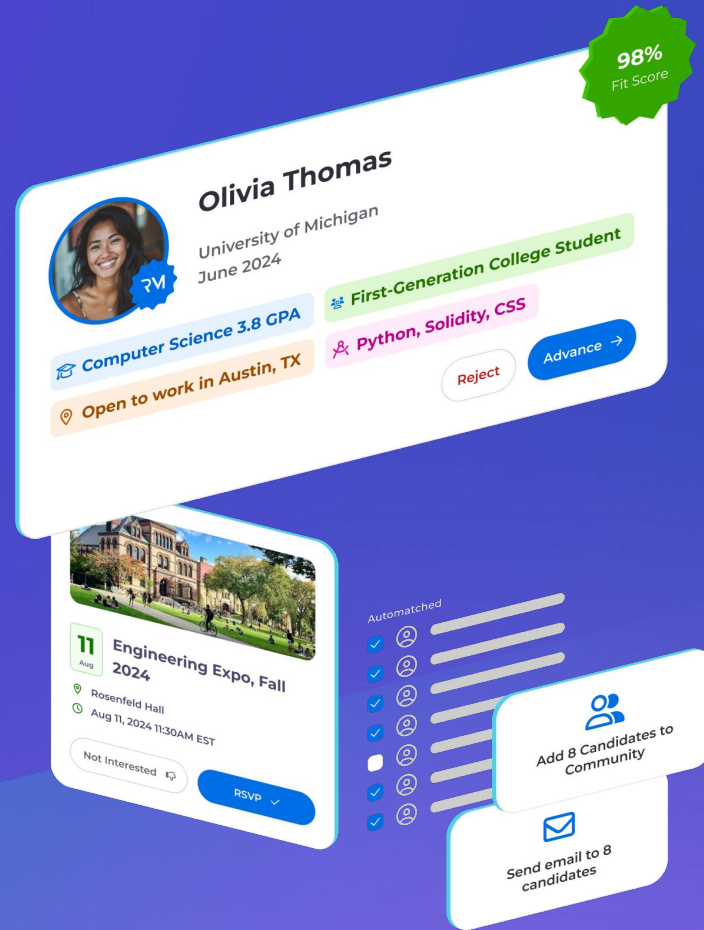 98%
Fit Score
Olivia Thomas
University of Michigan
June 2024
RM
Computer Science 3.8 GPA
First-Generation College Student
Open to work in Austin, TX
Python, Solidity, CSS
Reject
Advance
11
Aug
Engineering Expo, Fall
2024
Rosenfeld Hall
Aug 11, 2024 11:30AM EST
Not Interested
RSVP
Automatched
Add 8 Candidates to
Community
Send email to 8
candidates